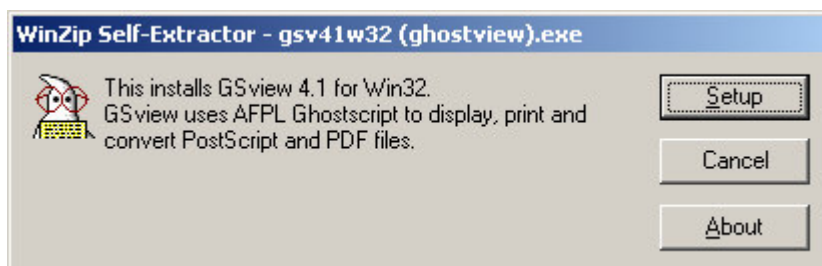 WinZip Self-Extractor - gsv41w32 (ghostview).exe
This installs GSview 4.1 for Win32.
GSview uses AFPL Ghostscript to display, print and
convert PostScript and PDF files.
Setup
Cancel
About